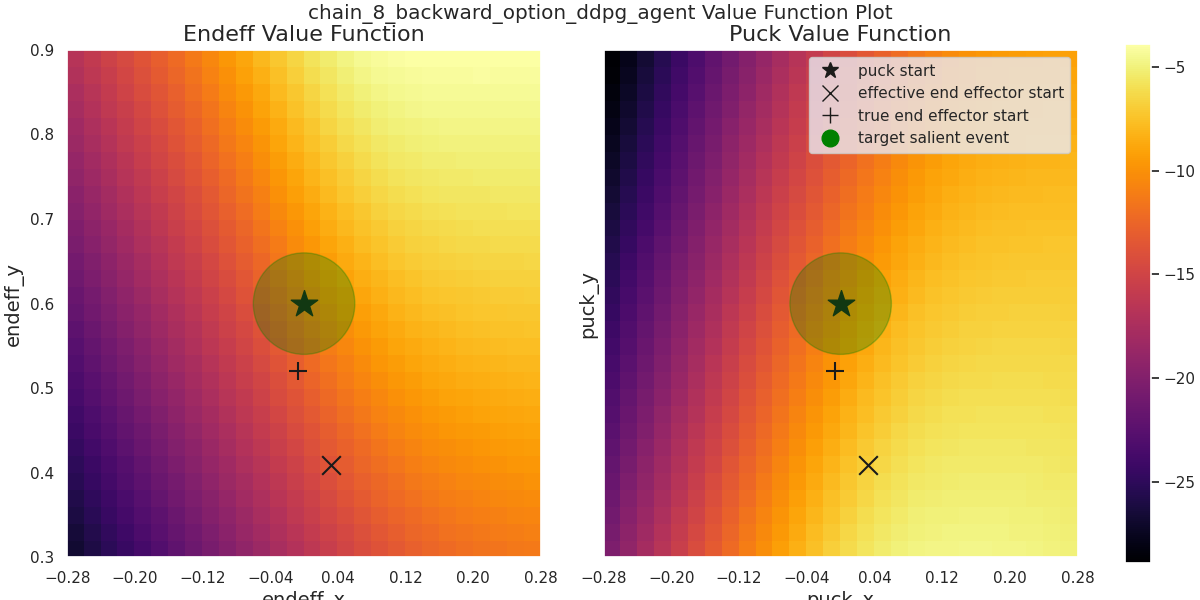 chain_8_backward_option_ddpg_agent Value Function Plot
Endeff Value Function
Puck Value Function
puck start
effective end effector start
true end effector start
target salient event
0.9
0.8
0.7
0.6
0.5
0.4
0.3
endeff_y
−0.28 −0.20 −0.12 −0.04 0.04 0.12 0.20 0.28
endeff_x
puck_y
−0.28 −0.20 −0.12 −0.04 0.04 0.12 0.20 0.28
puck_x
−5
−10
−15
−20
−25